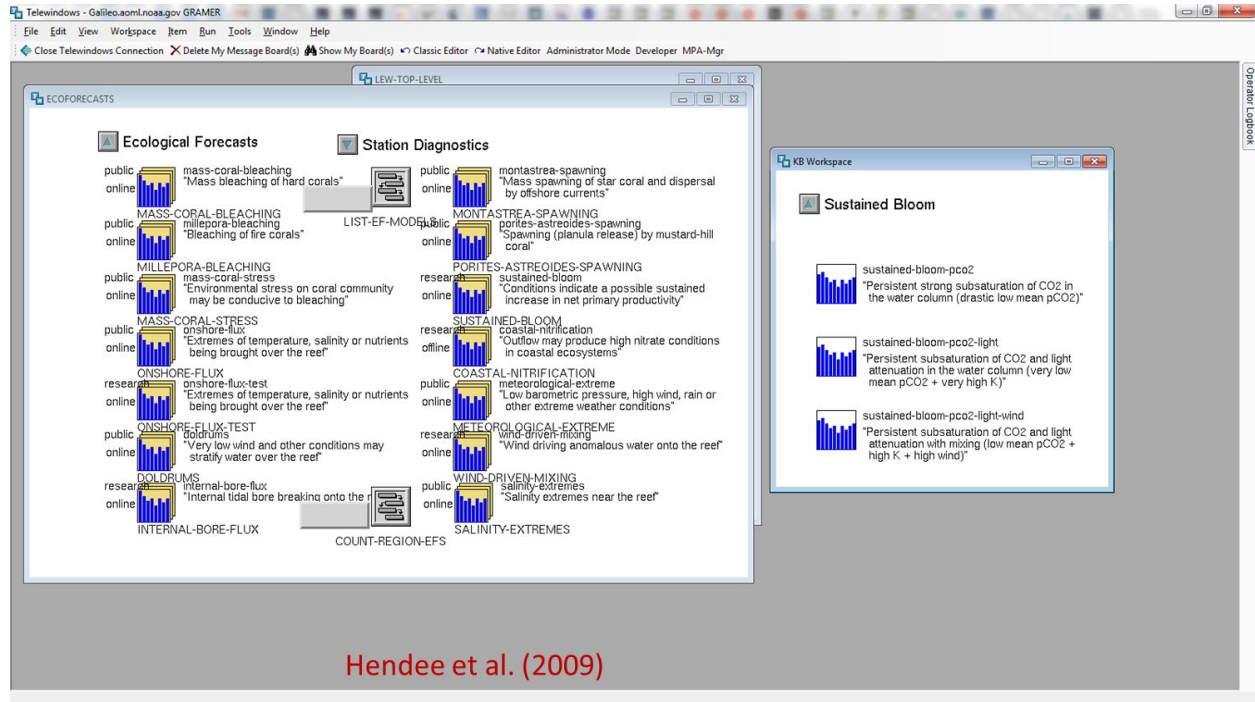 Telewindows - Galileo.aoml.noaa.gov GRAMER
File Edit View Workspace Item Run Tools Window Help
Close Telewindows Connection Delete My Message Board(s) Show My Board(s) Classic Editor Native Editor Administrator Mode Developer MPA-Mgr
Operator Logbook
LEW-TOP-LEVEL
ECOFORECASTS
Ecological Forecasts
Station Diagnostics
public
online
mass-coral-bleaching
"Mass bleaching of hard corals"
MASS-CORAL-BLEACHING
public
online
millepora-bleaching
"Bleaching of fire corals"
MILLEPORA-BLEACHING
public
online
mass-coral-stress
"Environmental stress on coral community
may be conducive to bleaching"
MASS-CORAL-STRESS
public
online
onshore-flux
"Extremes of temperature, salinity or nutrients
being brought over the reef"
ONSHORE-FLUX
research
online
onshore-flux-test
"Extremes of temperature, salinity or nutrients
being brought over the reef"
ONSHORE-FLUX-TEST
public
online
doldrums
"Very low wind and other conditions may
stratify water over the reef"
DOLDRUMS
research
online
internal-bore-flux
"Internal tidal bore breaking onto the r
INTERNAL-BORE-FLUX
LIST-EF-MODELS
COUNT-REGION-EFS
public
online
montastrea-spawning
"Mass spawning of star coral and dispersal
by offshore currents"
MONTASTREA-SPAWNING
public
online
porites-astreoides-spawning
"Spawning (planula release) by mustard-hill
coral"
PORITES-ASTREOIDES-SPAWNING
research
online
sustained-bloom
"Conditions indicate a possible sustained
increase in net primary productivity"
SUSTAINED-BLOOM
research
offline
coastal-nitrification
"Outflow may produce high nitrate conditions
in coastal ecosystems"
COASTAL-NITRIFICATION
public
online
meteorological-extreme
"Low barometric pressure, high wind, rain or
other extreme weather conditions"
METEOROLOGICAL-EXTREME
research
online
wind-driven-mixing
"Wind driving anomalous water onto the reef"
WIND-DRIVEN-MIXING
public
online
salinity-extremes
"Salinity extremes near the reef"
SALINITY-EXTREMES
KB Workspace
Sustained Bloom
sustained-bloom-pco2
"Persistent strong subsaturation of CO2 in
the water column (drastic low mean pCO2)"
sustained-bloom-pco2-light
"Persistent subsaturation of CO2 and light
attenuation in the water column (very low
mean pCO2 + very high K)"
sustained-bloom-pco2-light-wind
"Persistent subsaturation of CO2 and light
attenuation with mixing (low mean pCO2 +
high K + high wind)"
Hendee et al. (2009)